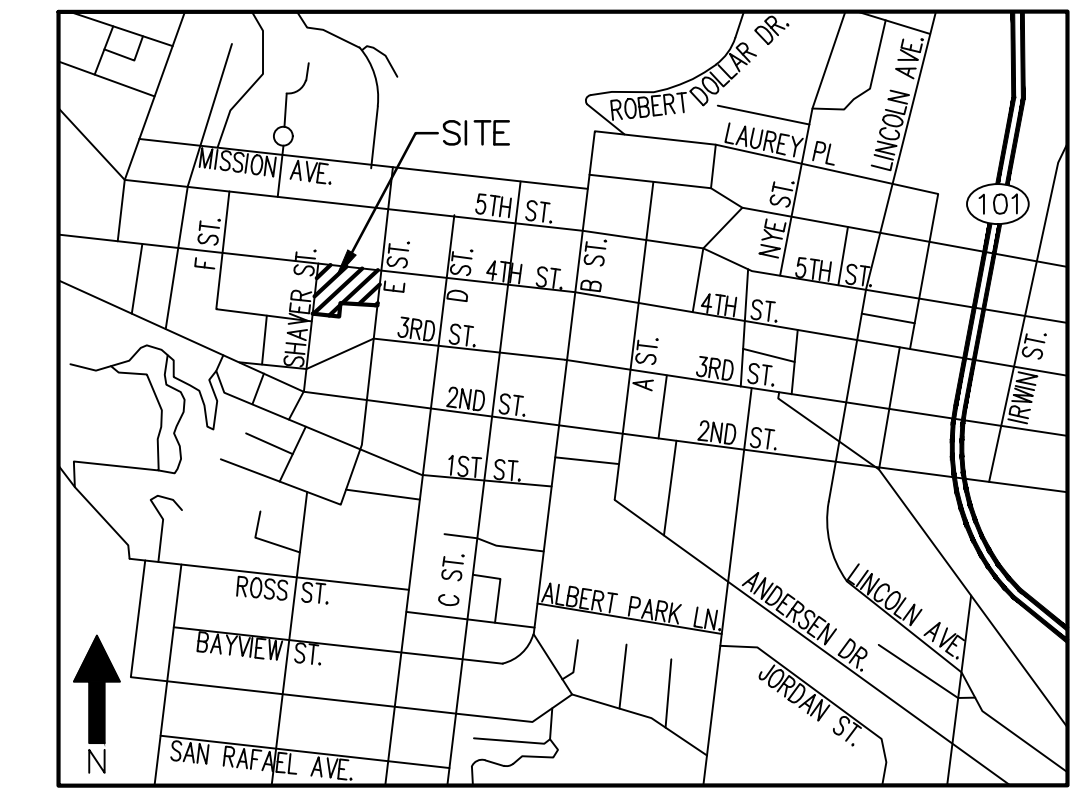 ROBERT DOLLAR DR.
LINCOLN AVE.
SITE
LAUREY PL
MISSION AVE.
NYE ST.
101
5TH ST.
F ST.
SHAVER ST.
E ST.
D ST.
4TH ST.
B ST.
5TH ST.
4TH ST.
3RD ST.
A ST.
3RD ST.
IRWIN ST.
2ND ST.
2ND ST.
1ST ST.
C ST.
ROSS ST.
ALBERT PARK LN.
ANDERSEN DR.
LINCOLN AVE.
BAYVIEW ST.
JORDAN ST.
SAN RAFAEL AVE.
N